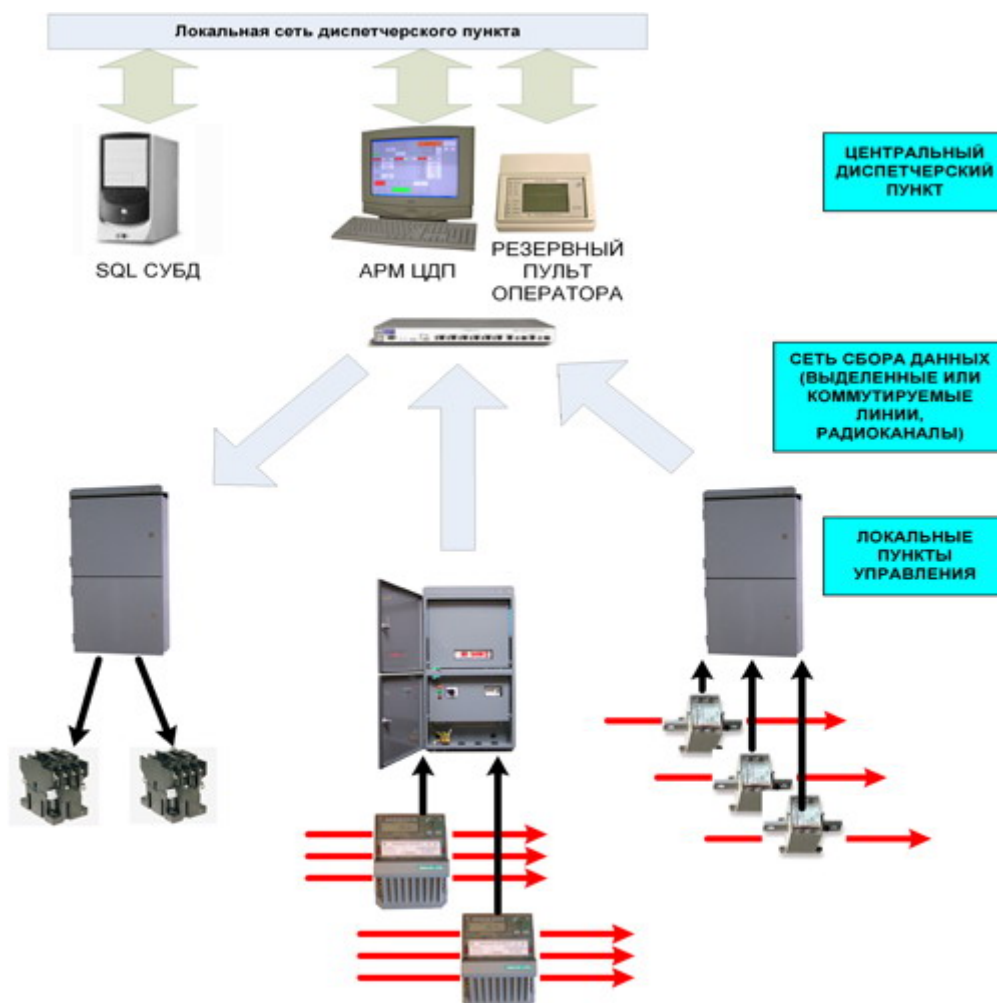 Локальная сеть диспетчерского пункта
SQL СУБД
АРМ ЦДП
РЕЗЕРВНЫЙ
ПУЛЬТ
ОПЕРАТОРА
ЦЕНТРАЛЬНЫЙ
ДИСПЕТЧЕРСКИЙ
ПУНКТ
СЕТЬ СБОРА ДАННЫХ
(ВЫДЕЛЕННЫЕ ИЛИ
КОММУТИРУЕМЫЕ
ЛИНИИ,
РАДИОКАНАЛЫ)
ЛОКАЛЬНЫЕ
ПУНКТЫ
УПРАВЛЕНИЯ